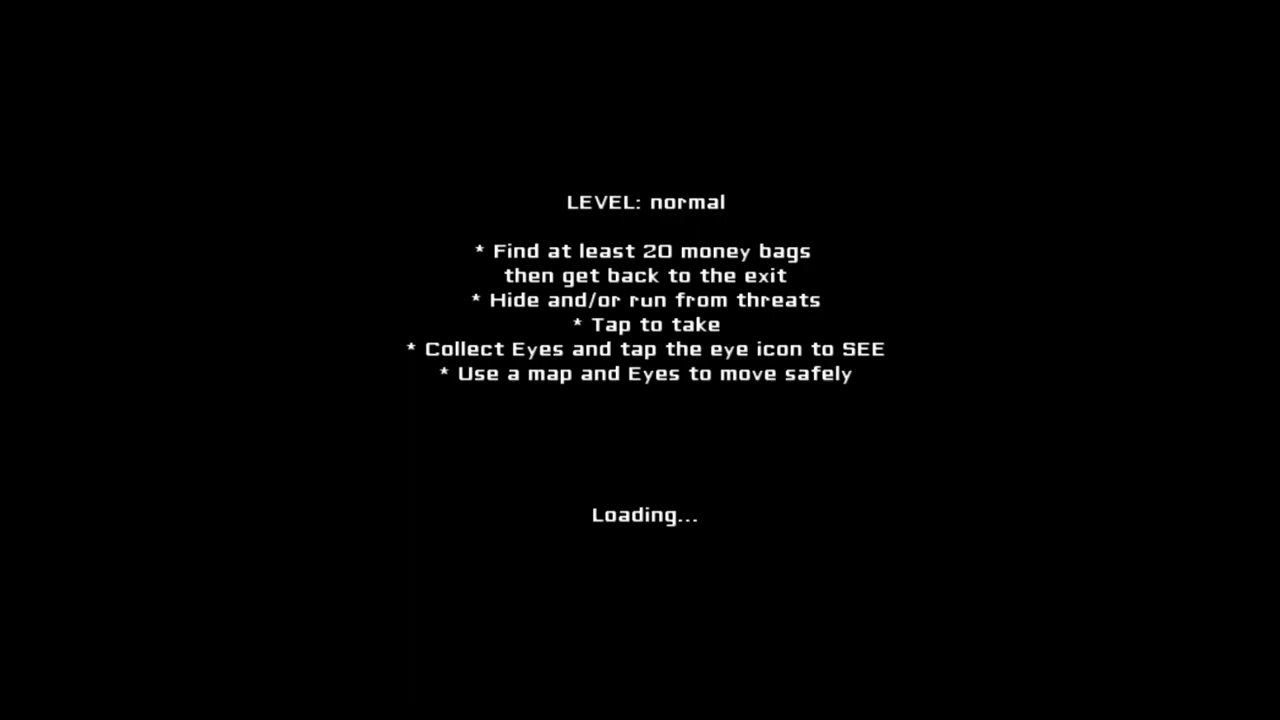 LEVEL: normal
* Find at least 20 money bags
then get back to the exit
* Hide and/or run from threats
* Tap to take
* Collect Eyes and tap the eye icon to SEE
* Use a map and Eyes to move safely
Loading...